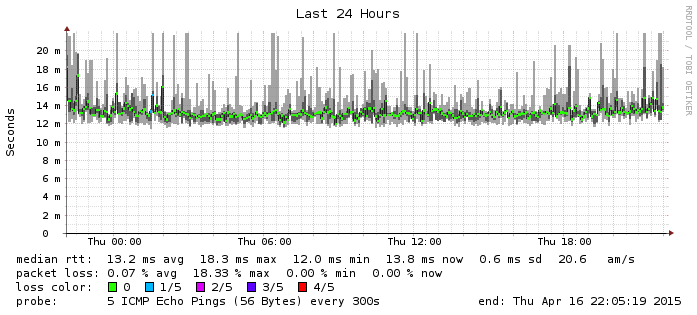 Last 24 Hours
RRDTOOL / TOBI OETIKER
Seconds
20 m
18 m
16 m
14 m
12 m
10 m
8 m
6 m
4 m
2 m
0
Thu 00:00 Thu 06:00 Thu 12:00 Thu 18:00
median rtt: 13.2 ms avg 18.3 ms max 12.0 ms min 13.8 ms now 0.6 ms sd 20.6 am/s
packet loss: 0.07 % avg 18.33 % max 0.00 % min 0.00 % now
loss color: 0 1/5 2/5 3/5 4/5
probe: 5 ICMP Echo Pings (56 Bytes) every 300s end: Thu Apr 16 22:05:19 2015